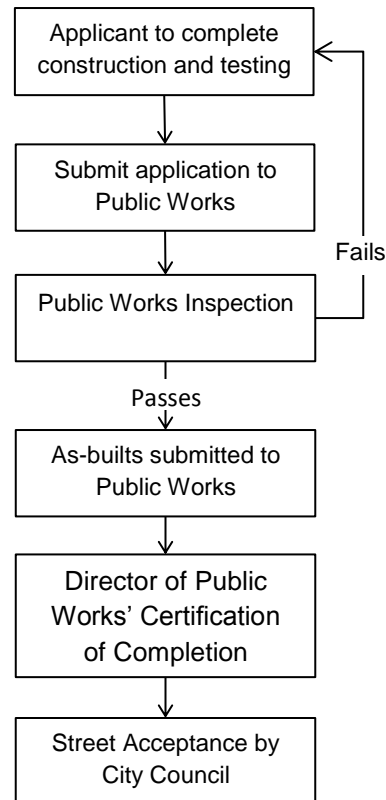 Applicant to complete
construction and testing
Submit application to
Public Works
Fails
Public Works Inspection
Passes
As-builts submitted to
Public Works
Director of Public
Works’ Certification
of Completion
Street Acceptance by
City Council